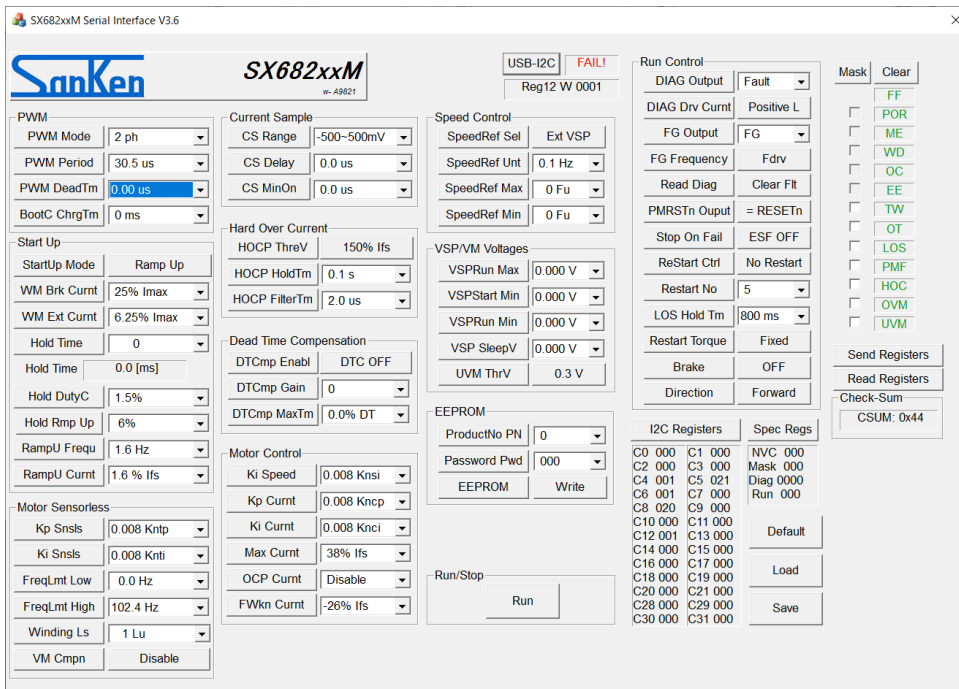 SX682xxM Serial Interface V3.6
SanKen
SX682xxM
w- A9821
USB-I2C FAIL!
Reg12 W 0001
PWM
PWM Mode 2 ph
PWM Period 30.5 us
PWM DeadTm 0.00 us
BootC ChrgTm 0 ms
Start Up
StartUp Mode Ramp Up
WM Brk Curnt 25% Imax
WM Ext Curnt 6.25% Imax
Hold Time 0
Hold Time 0.0 [ms]
Hold DutyC 1.5%
Hold Rmp Up 6%
RampU Frequ 1.6 Hz
RampU Curnt 1.6 % Ifs
Motor Sensorless
Kp Snsls 0.008 Kntp
Ki Snsls 0.008 Knti
FreqLmt Low 0.0 Hz
FreqLmt High 102.4 Hz
Winding Ls 1 Lu
VM Cmpn Disable
Current Sample
CS Range -500~500mV
CS Delay 0.0 us
CS MinOn 0.0 us
Hard Over Current
HOCP ThreV 150% Ifs
HOCP HoldTm 0.1 s
HOCP FilterTm 2.0 us
Dead Time Compensation
DTCmp Enabl DTC OFF
DTCmp Gain 0
DTCmp MaxTm 0.0% DT
Motor Control
Ki Speed 0.008 Knsi
Kp Curnt 0.008 Kncp
Ki Curnt 0.008 Knci
Max Curnt 38% Ifs
OCP Curnt Disable
FWkn Curnt -26% Ifs
Speed Control
SpeedRef Sel Ext VSP
SpeedRef Unt 0.1 Hz
SpeedRef Max 0 Fu
SpeedRef Min 0 Fu
VSP/VM Voltages
VSPRun Max 0.000 V
VSPStart Min 0.000 V
VSPRun Min 0.000 V
VSP SleepV 0.000 V
UVM ThrV 0.3 V
EEPROM
ProductNo PN 0
Password Pwd 000
EEPROM Write
Run/Stop
Run
Run Control
DIAG Output Fault
DIAG Drv Curnt Positive L
FG Output FG
FG Frequency Fdrv
Read Diag Clear Flt
PMRSTn Ouput = RESETn
Stop On Fail ESF OFF
ReStart Ctrl No Restart
Restart No 5
LOS Hold Tm 800 ms
Restart Torque Fixed
Brake OFF
Direction Forward
I2C Registers Spec Regs
C0 000 C1 000
C2 000 C3 000
C4 001 C5 021
C6 001 C7 000
C8 020 C9 000
C10 000 C11 000
C12 001 C13 000
C14 000 C15 000
C16 000 C17 000
C18 000 C19 000
C20 000 C21 000
C28 000 C29 000
C30 000 C31 000
NVC 000
Mask 000
Diag 0000
Run 000
Default
Load
Save
Mask Clear
FF
POR
ME
WD
OC
EE
TW
OT
LOS
PMF
HOC
OVM
UVM
Send Registers
Read Registers
Check-Sum
CSUM: 0x44